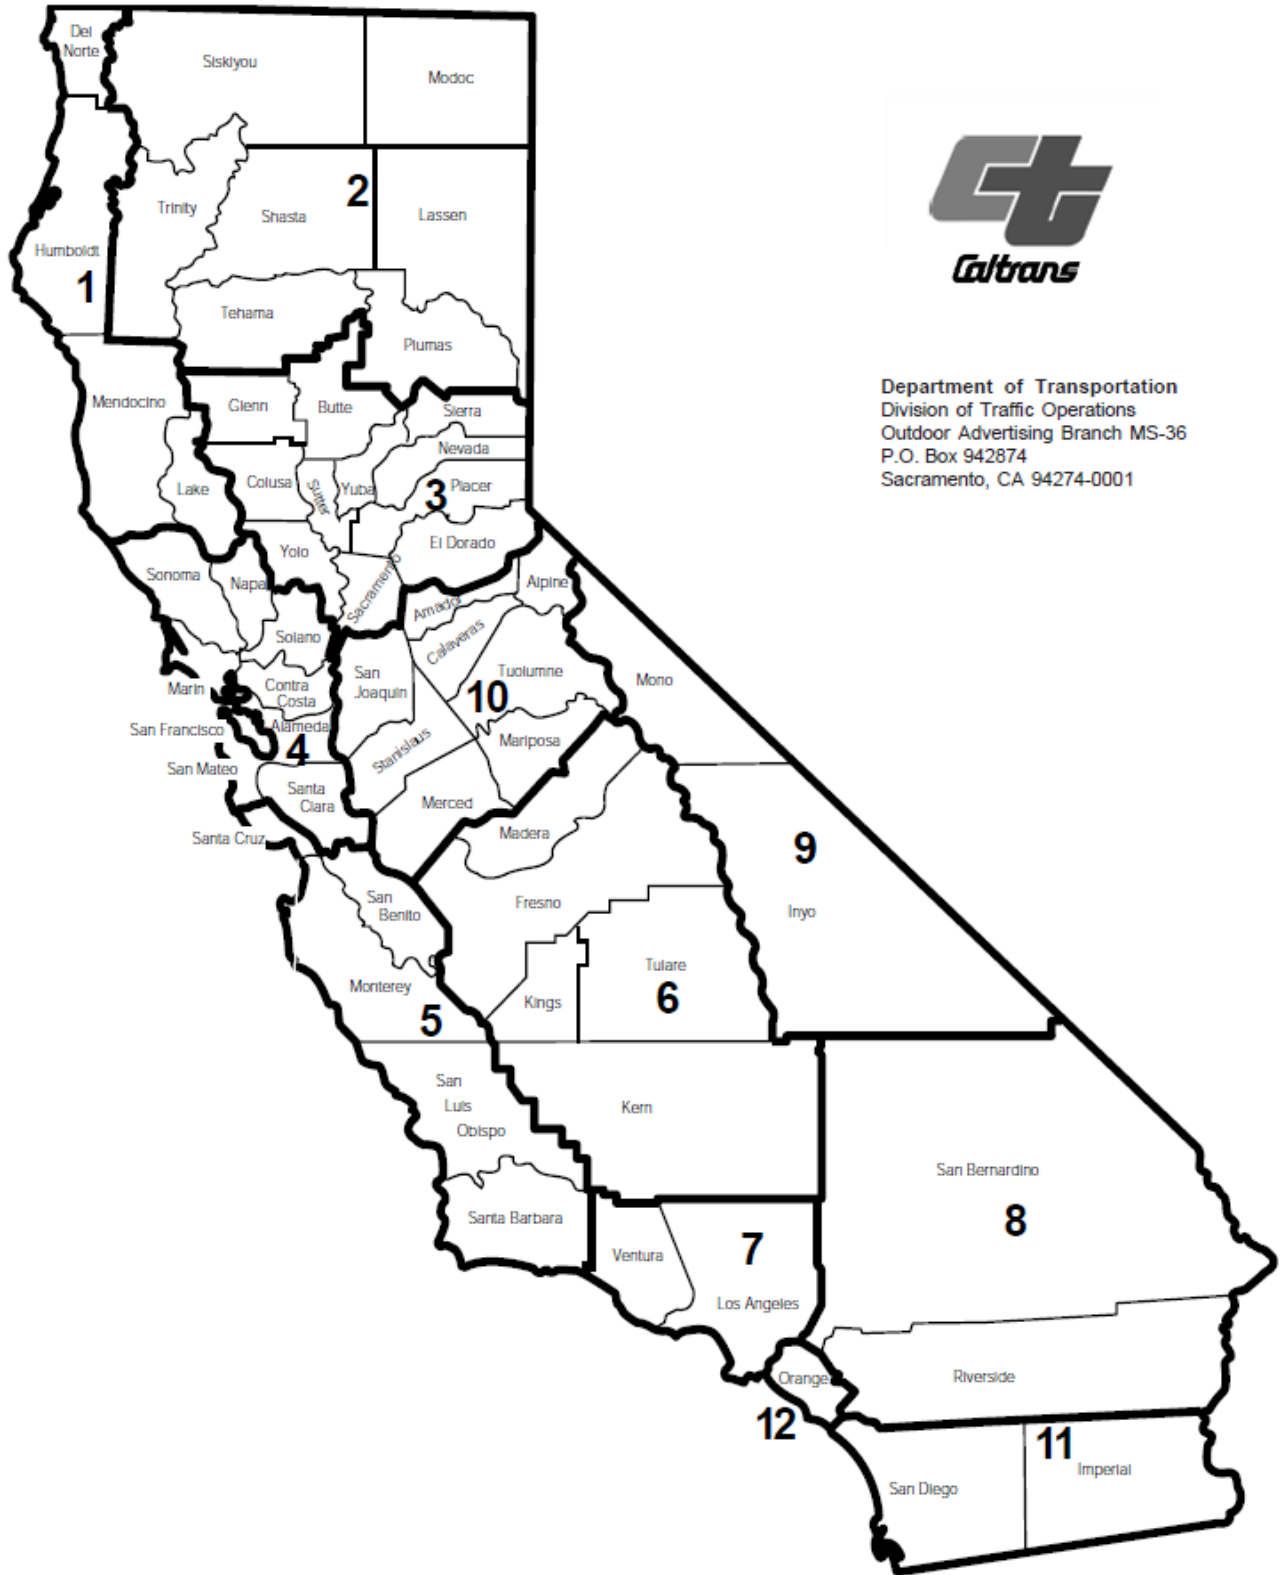 Del
Norte
Siskiyou
Modoc
Trinity
Shasta
2
Lassen
Humboldt
1
Tehama
Plumas
Mendocino
Glenn
Butte
Sierra
Nevada
Lake
Colusa
Sutter
Yuba
3
Placer
Yolo
El Dorado
Sonoma
Napa
Sacramento
Alpine
Amador
Solano
Calaveras
Marin
Contra
Costa
San
Joaquin
Tuolumne
10
Mono
San Francisco
Alameda
4
Stanislaus
Mariposa
San Mateo
Santa
Clara
Merced
Santa Cruz
Madera
9
San
Benito
Fresno
Inyo
Monterey
5
Kings
Tulare
6
San
Luis
Obispo
Kern
San Bernardino
8
Santa Barbara
Ventura
7
Los Angeles
Orange
12
Riverside
11
San Diego
Imperial
Ct
Caltrans
Department of Transportation
Division of Traffic Operations
Outdoor Advertising Branch MS-36
P.O. Box 942874
Sacramento, CA 94274-0001